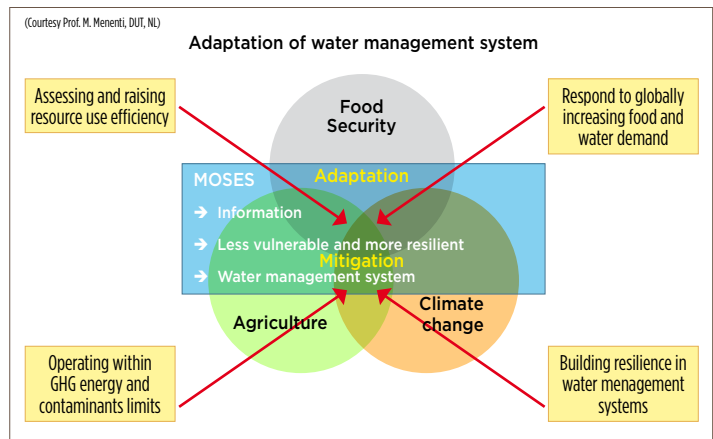 (Courtesy Prof. M. Menenti, DUT, NL)
Adaptation of water management system
Assessing and raising
resource use efficiency
Food
Security
Respond to globally
increasing food and
water demand
MOSES
Adaptation
➔ Information
➔ Less vulnerable and more resilient
Mitigation
➔ Water management system
Agriculture
Climate
change
Operating within
GHG energy and
contaminants limits
Building resilience in
water menagement
systems